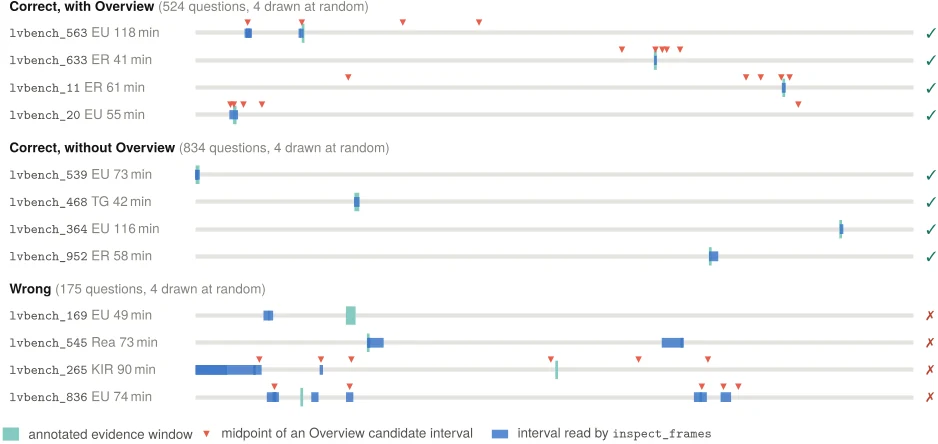 Correct, with Overview (524 questions, 4 drawn at random)
lvbench_563 EU 118 min ✓
lvbench_633 ER 41 min ✓
lvbench_11 ER 61 min ✓
lvbench_20 EU 55 min ✓
Correct, without Overview (834 questions, 4 drawn at random)
lvbench_539 EU 73 min ✓
lvbench_468 TG 42 min ✓
lvbench_364 EU 116 min ✓
lvbench_952 ER 58 min ✓
Wrong (175 questions, 4 drawn at random)
lvbench_169 EU 49 min ✗
lvbench_545 Rea 73 min ✗
lvbench_265 KIR 90 min ✗
lvbench_836 EU 74 min ✗
annotated evidence window midpoint of an Overview candidate interval interval read by inspect_frames